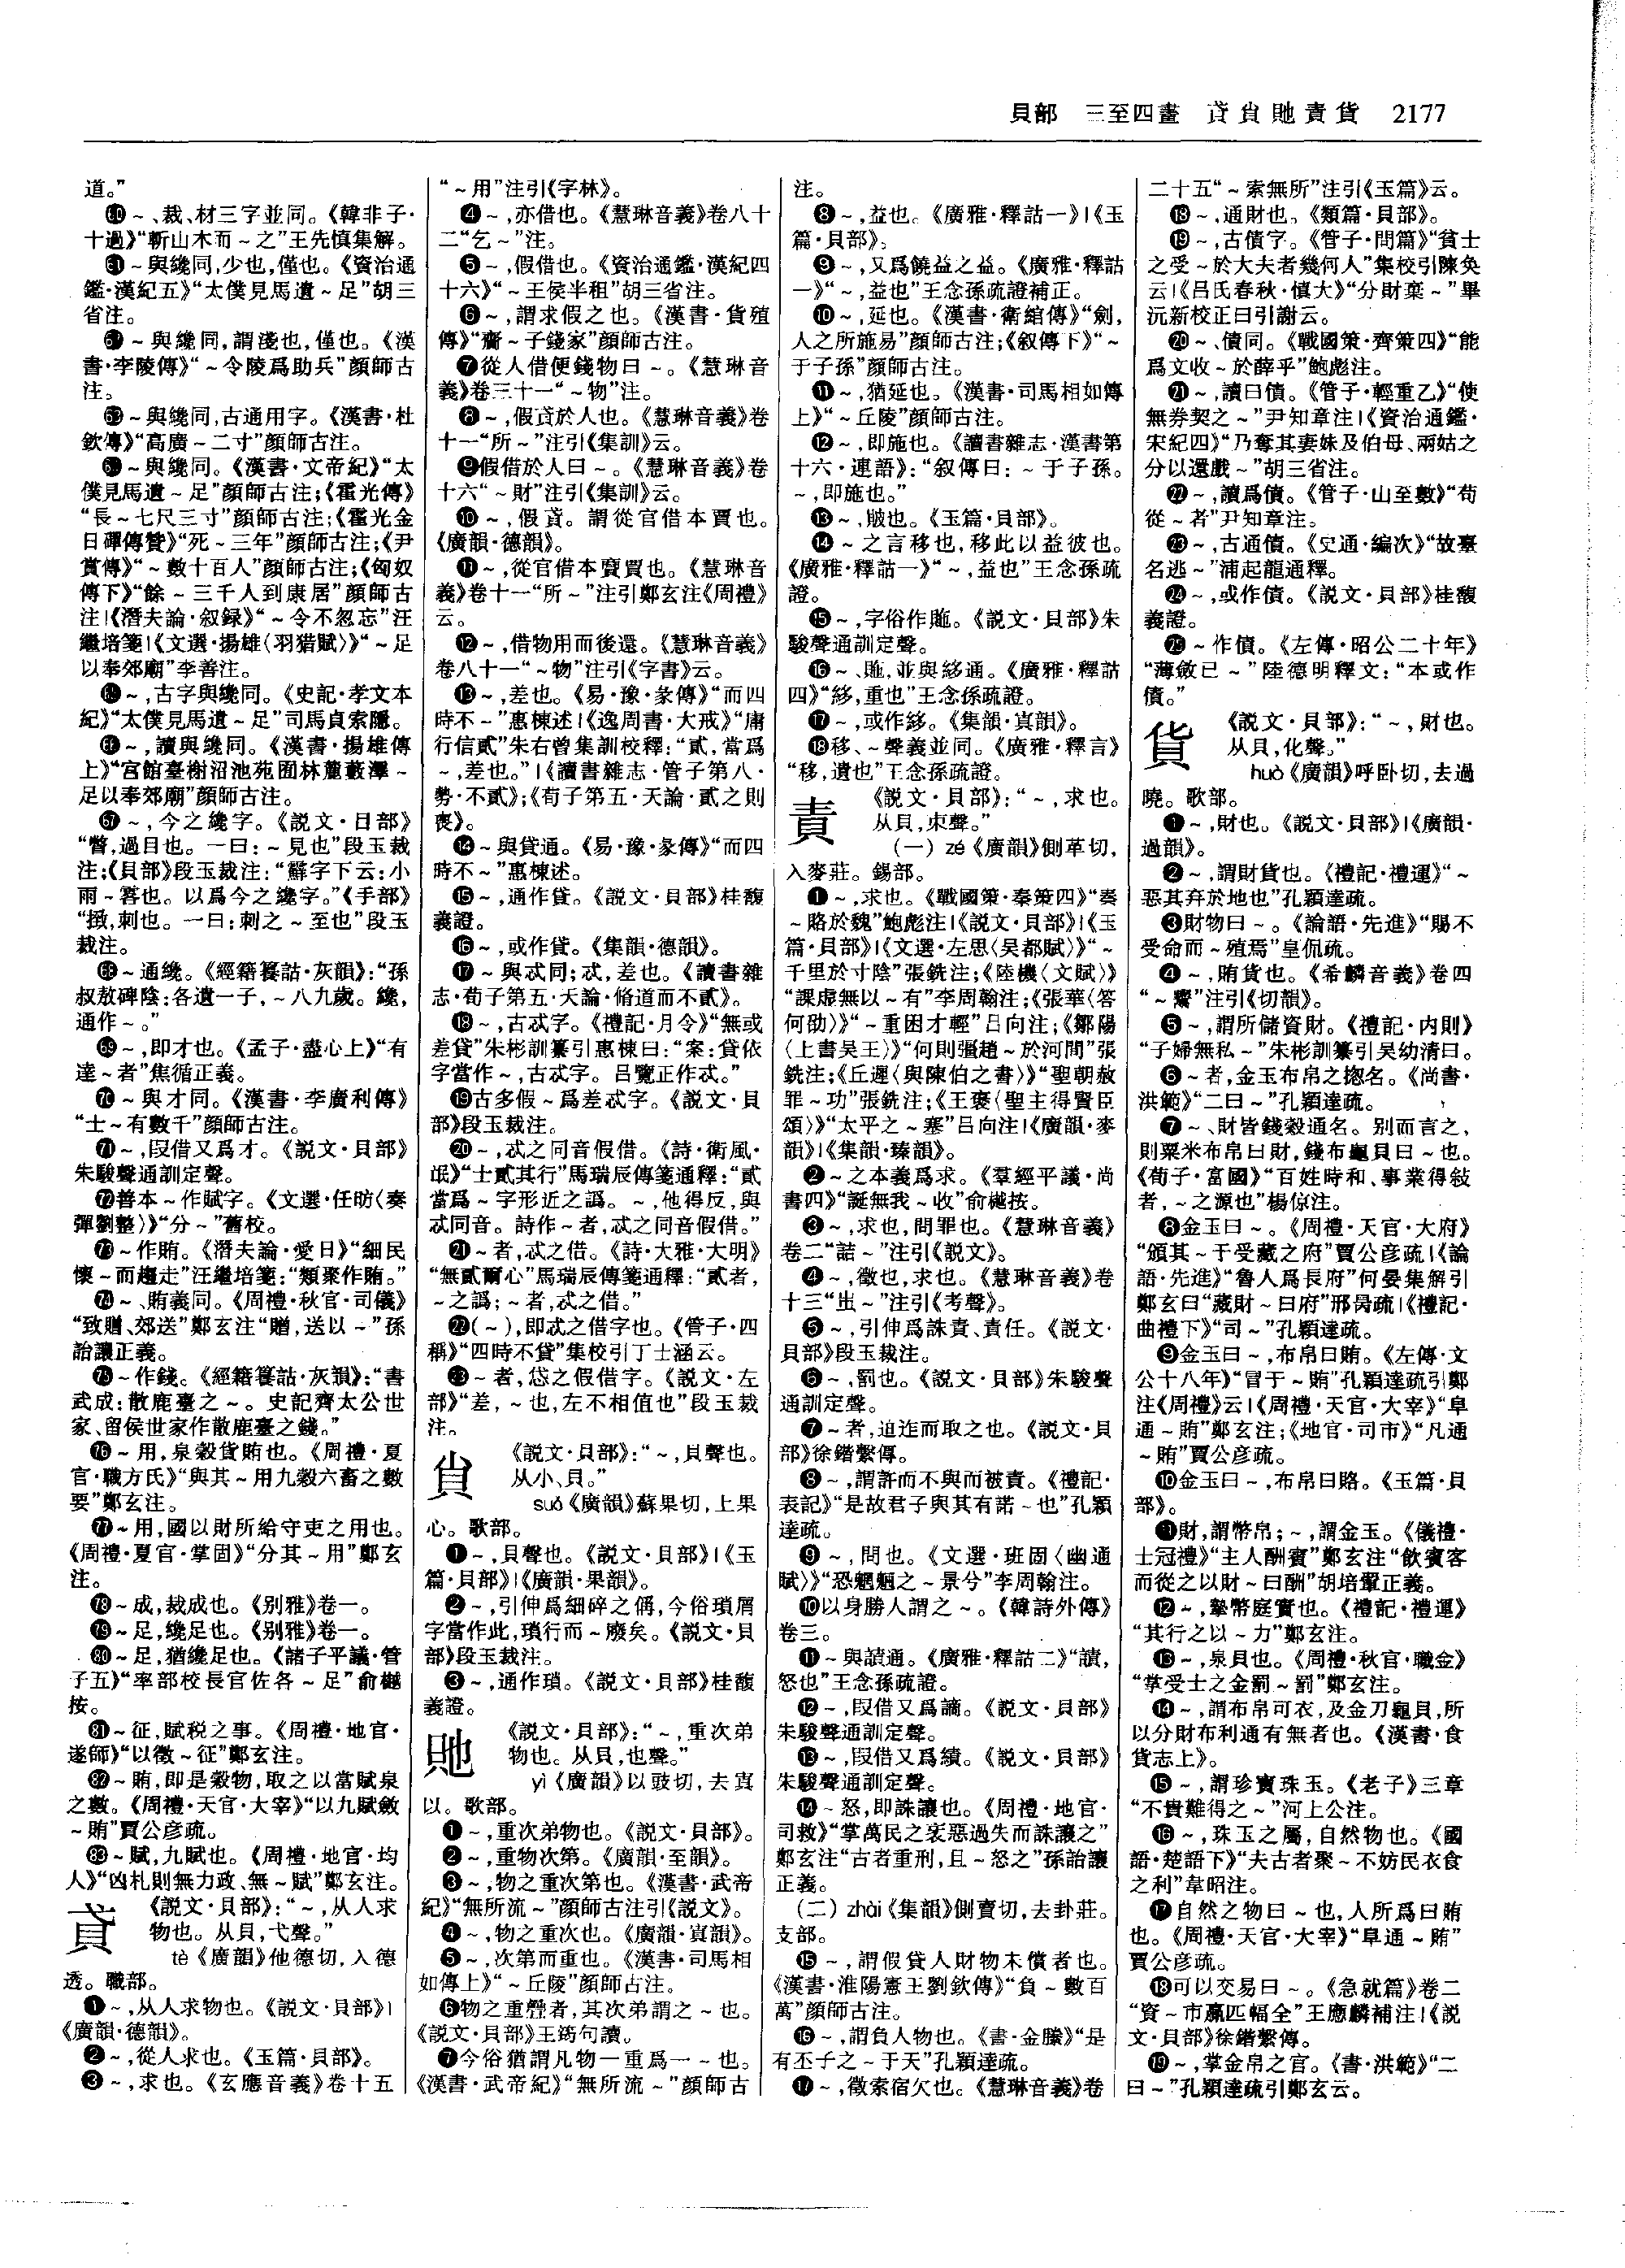 貝部　三至四畫　貣貨貤責貨　2177
道。”
⑥⓪～、裁、材三字並同。《韓非子·
十過》“斬山木而～之”王先慎集解。
⑥①～與纔同,少也,僅也。《資治通
鑑·漢紀五》“太僕見馬遺～足”胡三
省注。
～與纔同,謂淺也,僅也。《漢
書·李陵傳》“～令陵爲助兵”顏師古
注。
～與纔同,古通用字。《漢書·杜
欽傳》“高廣～二寸”顏師古注。
～與纔同。《漢書·文帝紀》“太
僕見馬遺～足”顏師古注;《霍光傳》
“長～七尺三寸”顏師古注;《霍光金
日磾傳贊》“死～三年”顏師古注;《尹
賞傳》“～數十百人”顏師古注;《匈奴
傳下》“餘～三千人到康居”顏師古
注|《潛夫論·叙録》“～令不忽忘”汪
繼培箋|《文選·揚雄〈羽猎賦〉》“～足
以奉郊廟”李善注。
～,古字與纔同。《史記·孝文本
紀》“太僕見馬遺～足”司馬貞索隱。
～,讀與纔同。《漢書·揚雄傳
上》“宮館臺榭沼池苑囿林麓藪澤～
足以奉郊廟”顏師古注。
⑥⑦～,今之纔字。《説文·日部》
“暼,過目也。一曰:～見也”段玉裁
注;《貝部》段玉裁注:“霹字下云:小
雨～䨛也。以爲今之纔字。”《手部》
“撽,刺也。一曰:刺之～至也”段玉
裁注。
～通纔。《經籍籑詁·灰韻》:“孫
叔敖碑陰:各遺一子,～八九歲。纔,
通作～。”
⑥⑨～,即才也。《孟子·盡心上》“有
達～者”焦循正義。
⑦⓪～與才同。《漢書·李廣利傳》
“士～有數千”顏師古注。
⑦①～,叚借又爲才。《説文·貝部》
朱駿聲通訓定聲。
⑦②善本～作賦字。《文選·任昉〈奏
彈劉整〉》“分～”舊校。
⑦③～作賄。《潛夫論·愛日》“細民
懷～而趨走”汪繼培箋:“類聚作賄。”
⑦④～、賄義同。《周禮·秋官·司儀》
“致贈、郊送”鄭玄注“贈,送以～”孫
詒讓正義。
⑦⑤～作錢。《經籍籑詁·灰韻》:“書
武成:散鹿臺之～。史記齊太公世
家、留侯世家作散鹿臺之錢。”
⑦⑥～用,泉穀貨賄也。《周禮·夏
官·職方氏》“與其～用九穀六畜之數
要”鄭玄注。
⑦⑦～用,國以財所給守吏之用也。
《周禮·夏官·掌固》“分其～用”鄭玄
注。
⑦⑧～成,裁成也。《别雅》卷一。
⑦⑨～足,纔足也。《别雅》卷一。
⑧⓪～足,猶纔足也。《諸子平議·管
子五》“率部校長官佐各～足”俞樾
按。
⑧①～征,賦税之事。《周禮·地官·
遂師》“以徵～征”鄭玄注。
⑧②～賄,即是穀物,取之以當賦泉
之數。《周禮·天官·大宰》“以九賦斂
～賄”賈公彦疏。
⑧③～賦,九賦也。《周禮·地官·均
人》“凶札則無力政、無～賦”鄭玄注。
貣　《説文·貝部》:“～,从人求
物也。从貝,弋聲。”
tè《廣韻》他德切,入德
透。職部。
❶～,从人求物也。《説文·貝部》|
《廣韻·德韻》。
❷～,從人求也。《玉篇·貝部》。
❸～,求也。《玄應音義》卷十五
“～用”注引《字林》。
❹～,亦借也。《慧琳音義》卷八十
二“乞～”注。
❺～,假借也。《資治通鑑·漢紀四
十六》“～王侯半租”胡三省注。
❻～,謂求假之也。《漢書·貨殖
傳》“齎～子錢家”顏師古注。
❼從人借便錢物曰～。《慧琳音
義》卷三十一“～物”注。
❽～,假貣於人也。《慧琳音義》卷
十一“所～”注引《集訓》云。
❾假借於人曰～。《慧琳音義》卷
十六“～財”注引《集訓》云。
❿～,假貣。謂從官借本賈也。
《廣韻·德韻》。
⓫～,從官借本賣買也。《慧琳音
義》卷十一“所～”注引鄭玄注《周禮》
云。
⓬～,借物用而後還。《慧琳音義》
卷八十一“～物”注引《字書》云。
⓭～,差也。《易·豫·彖傳》“而四
時不～”惠棟述|《逸周書·大戒》“庸
行信貳”朱右曾集訓校釋:“貳,當爲
～,差也。”|《讀書雜志·管子第八·
勢·不貳》;《荀子第五·天論·貳之則
喪》。
⓮～與貸通。《易·豫·彖傳》“而四
時不～”惠棟述。
⓯～,通作貸。《説文·貝部》桂馥
義證。
⓰～,或作貸。《集韻·德韻》。
⓱～與忒同;忒,差也。《讀書雜
志·荀子第五·天論·脩道而不貳》。
⓲～,古忒字。《禮記·月令》“無或
差貸”朱彬訓纂引惠棟曰:“案:貸依
字當作～,古忒字。吕覽正作忒。”
⓳古多假～爲差忒字。《説文·貝
部》段玉裁注。
⓴～,忒之同音假借。《詩·衛風·
氓》“士貳其行”馬瑞辰傳箋通釋:“貳
當爲～字形近之譌。～,他得反,與
忒同音。詩作～者,忒之同音假借。”
㉑～者,忒之借。《詩·大雅·大明》
“無貳爾心”馬瑞辰傳箋通釋:“貳者,
～之譌;～者,忒之借。”
㉒(～),即忒之借字也。《管子·四
稱》“四時不貸”集校引丁士涵云。
㉓～者,岱之假借字。《説文·左
部》“差,～也,左不相值也”段玉裁
注。
𧴪　《説文·貝部》:“～,貝聲也。
从小、貝。”
suǒ《廣韻》蘇果切,上果
心。歌部。
❶～,貝聲也。《説文·貝部》|《玉
篇·貝部》|《廣韻·果韻》。
❷～,引伸爲細碎之偁,今俗瑣屑
字當作此,瑣行而～廢矣。《説文·貝
部》段玉裁注。
❸～,通作瑣。《説文·貝部》桂馥
義證。
貤　《説文·貝部》:“～,重次弟
物也。从貝,也聲。”
yì《廣韻》以豉切,去寘
以。歌部。
❶～,重次弟物也。《説文·貝部》。
❷～,重物次第。《廣韻·至韻》。
❸～,物之重次第也。《漢書·武帝
紀》“無所流～”顏師古注引《説文》。
❹～,物之重次也。《廣韻·寘韻》。
❺～,次第而重也。《漢書·司馬相
如傳上》“～丘陵”顏師古注。
❻物之重壘者,其次弟謂之～也。
《説文·貝部》王筠句讀。
❼今俗猶謂凡物一重爲一～也。
《漢書·武帝紀》“無所流～”顏師古
注。
❽～,益也。《廣雅·釋詁一》|《玉
篇·貝部》。
❾～,又爲饒益之益。《廣雅·釋詁
一》“～,益也”王念孫疏證補正。
❿～,延也。《漢書·衛綰傳》“劍,
人之所施易”顏師古注;《叙傳下》“～
于子孫”顏師古注。
⓫～,猶延也。《漢書·司馬相如傳
上》“～丘陵”顏師古注。
⓬～,即施也。《讀書雜志·漢書第
十六·連語》:“叙傳曰:～于子孫。
～,即施也。”
⓭～,貱也。《玉篇·貝部》。
⓮～之言移也,移此以益彼也。
《廣雅·釋詁一》“～,益也”王念孫疏
證。
⓯～,字俗作貤。《説文·貝部》朱
駿聲通訓定聲。
⓰～、貤,並與𧙧通。《廣雅·釋詁
四》“𧙧,重也”王念孫疏證。
⓱～,或作𧙧。《集韻·寘韻》。
⓲移、～聲義並同。《廣雅·釋言》
“移,遺也”王念孫疏證。
責　《説文·貝部》:“～,求也。
从貝,朿聲。”
(一) zé《廣韻》側革切,
入麥莊。錫部。
❶～,求也。《戰國策·秦策四》“秦
～賂於魏”鮑彪注|《説文·貝部》|《玉
篇·貝部》|《文選·左思〈吴都賦〉》“～
千里於寸陰”張銑注;《陸機〈文賦〉》
“課虚無以～有”李周翰注;《張華〈答
何劭〉》“～重困才輕”吕向注;《鄒陽
〈上書吴王〉》“何則彊趙～於河間”張
銑注;《丘遲〈與陳伯之書〉》“聖朝赦
罪～功”張銑注;《王褒〈聖主得賢臣
頌〉》“太平之～塞”吕向注|《廣韻·麥
韻》|《集韻·臻韻》。
❷～之本義爲求。《羣經平議·尚
書四》“誕無我～收”俞樾按。
❸～,求也,問罪也。《慧琳音義》
卷二“詰～”注引《説文》。
❹～,徵也,求也。《慧琳音義》卷
十三“出～”注引《考聲》。
❺～,引伸爲誅責、責任。《説文·
貝部》段玉裁注。
❻～,罰也。《説文·貝部》朱駿聲
通訓定聲。
❼～者,迫迮而取之也。《説文·貝
部》徐鍇繫傳。
❽～,謂許而不與而被責。《禮記·
表記》“是故君子與其有諾～也”孔穎
達疏。
❾～,問也。《文選·班固〈幽通
賦〉》“恐魍魎之～景兮”李周翰注。
❿以身勝人謂之～。《韓詩外傳》
卷三。
⓫～與讀通。《廣雅·釋詁二》“讀,
怒也”王念孫疏證。
⓬～,叚借又爲謫。《説文·貝部》
朱駿聲通訓定聲。
⓭～,叚借又爲績。《説文·貝部》
朱駿聲通訓定聲。
⓮～怒,即誅讓也。《周禮·地官·
司救》“掌萬民之衺惡過失而誅讓之”
鄭玄注“古者重刑,且～怒之”孫詒讓
正義。
(二) zhài《集韻》側賣切,去卦莊。
支部。
⓯～,謂假貸人財物未償者也。
《漢書·淮陽憲王劉欽傳》“負～數百
萬”顏師古注。
⓰～,謂負人物也。《書·金縢》“是
有丕子之～于天”孔穎達疏。
⓱～,徵索宿欠也。《慧琳音義》卷
二十五“～索無所”注引《玉篇》云。
⓲～,通財也。《類篇·貝部》。
⓳～,古債字。《管子·問篇》“貧士
之受～於大夫者幾何人”集校引陳奂
云|《吕氏春秋·慎大》“分財棄～”畢
沅新校正曰引謝云。
⓴～、債同。《戰國策·齊策四》“能
爲文收～於薛乎”鮑彪注。
㉑～,讀曰債。《管子·輕重乙》“使
無券契之～”尹知章注|《資治通鑑·
宋紀四》“乃奪其妻妹及伯母、兩姑之
分以還戲～”胡三省注。
㉒～,讀爲債。《管子·山至數》“苟
從～者”尹知章注。
㉓～,古通債。《史通·編次》“故臺
名逃～”浦起龍通釋。
㉔～,或作債。《説文·貝部》桂馥
義證。
㉕～作債。《左傳·昭公二十年》
“薄斂已～”陸德明釋文:“本或作
債。”
貨　《説文·貝部》:“～,財也。
从貝,化聲。”
huò《廣韻》呼卧切,去過
曉。歌部。
❶～,財也。《説文·貝部》|《廣韻·
過韻》。
❷～,謂財貨也。《禮記·禮運》“～
惡其弃於地也”孔穎達疏。
❸財物曰～。《論語·先進》“賜不
受命而～殖焉”皇侃疏。
❹～,賄貨也。《希麟音義》卷四
“～鬻”注引《切韻》。
❺～,謂所儲資財。《禮記·内則》
“子婦無私～”朱彬訓纂引吴幼清曰。
❻～者,金玉布帛之揔名。《尚書·
洪範》“二曰～”孔穎達疏。
❼～、財皆錢穀通名。别而言之,
則粟米布帛曰財,錢布龜貝曰～也。
《荀子·富國》“百姓時和、事業得敍
者,～之源也”楊倞注。
❽金玉曰～。《周禮·天官·大府》
“頒其～于受藏之府”賈公彦疏|《論
語·先進》“魯人爲長府”何晏集解引
鄭玄曰“藏財～曰府”邢昺疏|《禮記·
曲禮下》“司～”孔穎達疏。
❾金玉曰～,布帛曰賄。《左傳·文
公十八年》“冒于～賄”孔穎達疏引鄭
注《周禮》云|《周禮·天官·大宰》“阜
通～賄”鄭玄注;《地官·司市》“凡通
～賄”賈公彦疏。
❿金玉曰～,布帛曰賂。《玉篇·貝
部》。
⓫財,謂幣帛;～,謂金玉。《儀禮·
士冠禮》“主人酬賓”鄭玄注“飲賓客
而從之以財～曰酬”胡培翬正義。
⓬～,摯幣庭實也。《禮記·禮運》
“其行之以～力”鄭玄注。
⓭～,泉貝也。《周禮·秋官·職金》
“掌受士之金罰～罰”鄭玄注。
⓮～,謂布帛可衣,及金刀龜貝,所
以分財布利通有無者也。《漢書·食
貨志上》。
⓯～,謂珍寶珠玉。《老子》三章
“不貴難得之～”河上公注。
⓰～,珠玉之屬,自然物也。《國
語·楚語下》“夫古者聚～不妨民衣食
之利”韋昭注。
⓱自然之物曰～也,人所爲曰賄
也。《周禮·天官·大宰》“阜通～賄”
賈公彦疏。
⓲可以交易曰～。《急就篇》卷二
“資～市贏匹幅全”王應麟補注|《説
文·貝部》徐鍇繫傳。
⓳～,掌金帛之官。《書·洪範》“二
曰～”孔穎達疏引鄭玄云。